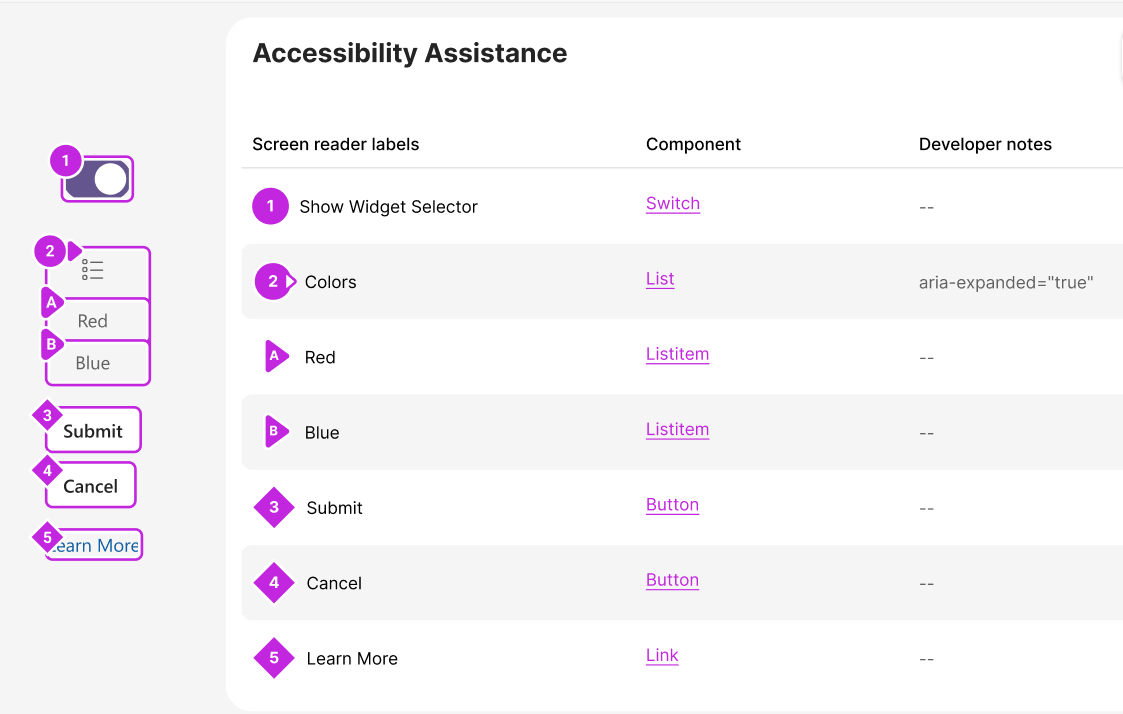 Accessibility Assistance
Screen reader labels Component Developer notes
1 Show Widget Selector Switch --
2 Colors List aria-expanded="true"
A Red Listitem --
B Blue Listitem --
3 Submit Button --
4 Cancel Button --
5 Learn More Link --
1
2
A
Red
B
Blue
3
Submit
4
Cancel
5
earn More